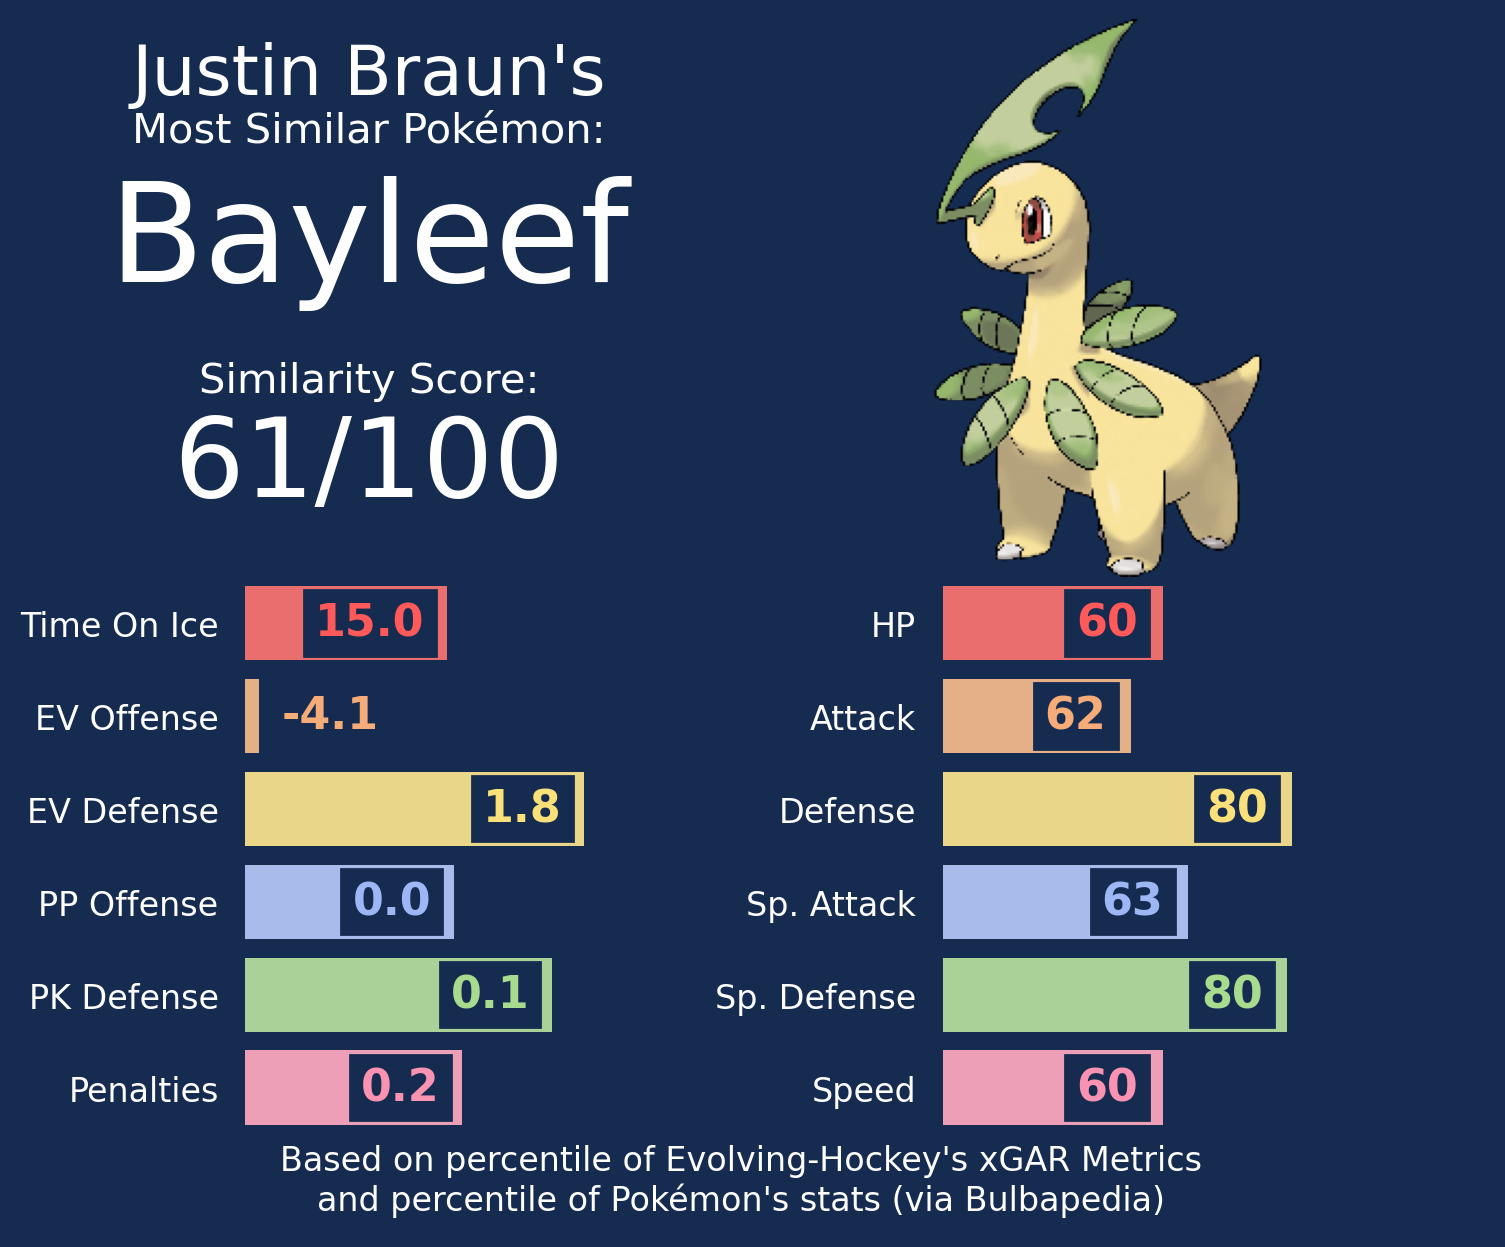 Justin Braun's
Most Similar Pokémon:
Bayleef
Similarity Score:
61/100
Time On Ice 15.0
EV Offense -4.1
EV Defense 1.8
PP Offense 0.0
PK Defense 0.1
Penalties 0.2
HP 60
Attack 62
Defense 80
Sp. Attack 63
Sp. Defense 80
Speed 60
Based on percentile of Evolving-Hockey's xGAR Metrics
and percentile of Pokémon's stats (via Bulbapedia)